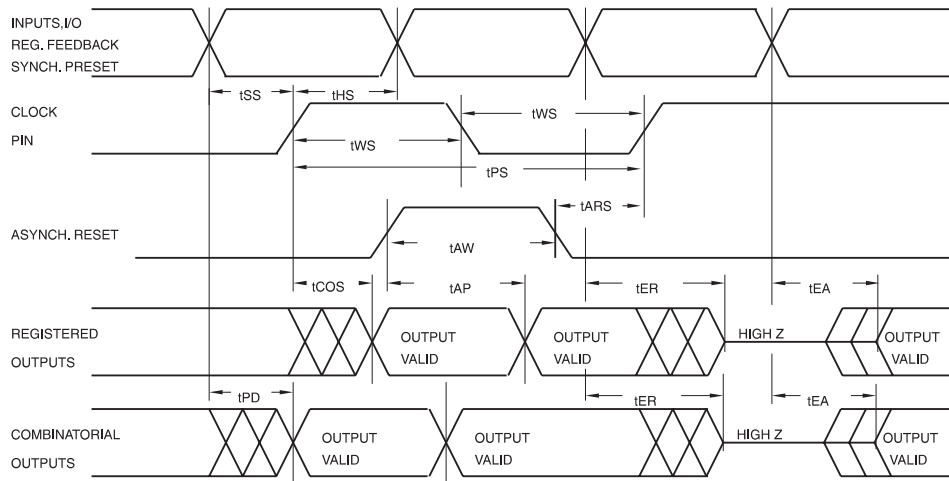 INPUTS,I/O
REG. FEEDBACK
SYNCH. PRESET
tSS
tHS
CLOCK
PIN
tWS
tWS
tPS
tARS
ASYNCH. RESET
tAW
tCOS
tAP
tER
tEA
REGISTERED
OUTPUTS
OUTPUT
VALID
OUTPUT
VALID
HIGH Z
OUTPUT
VALID
tPD
tER
tEA
COMBINATORIAL
OUTPUTS
OUTPUT
VALID
OUTPUT
VALID
HIGH Z
OUTPUT
VALID